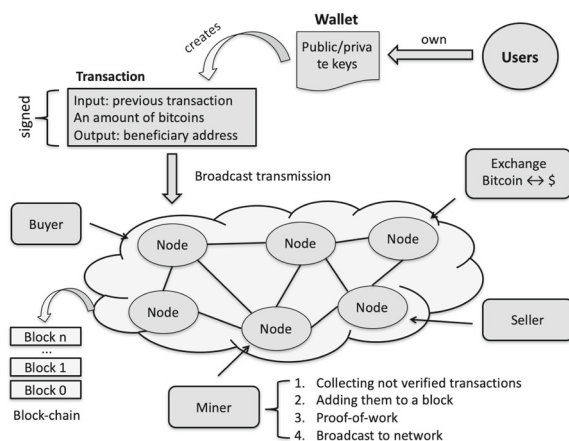 Wallet
creates
Public/priva
te keys
own
Users
Transaction
signed
Input: previous transaction
An amount of bitcoins
Output: beneficiary address
Broadcast transmission
Exchange
Bitcoin ↔ $
Buyer
Node
Node
Node
Node
Node
Node
Seller
Block n
...
Block 1
Block 0
Block-chain
Miner
1. Collecting not verified transactions
2. Adding them to a block
3. Proof-of-work
4. Broadcast to network